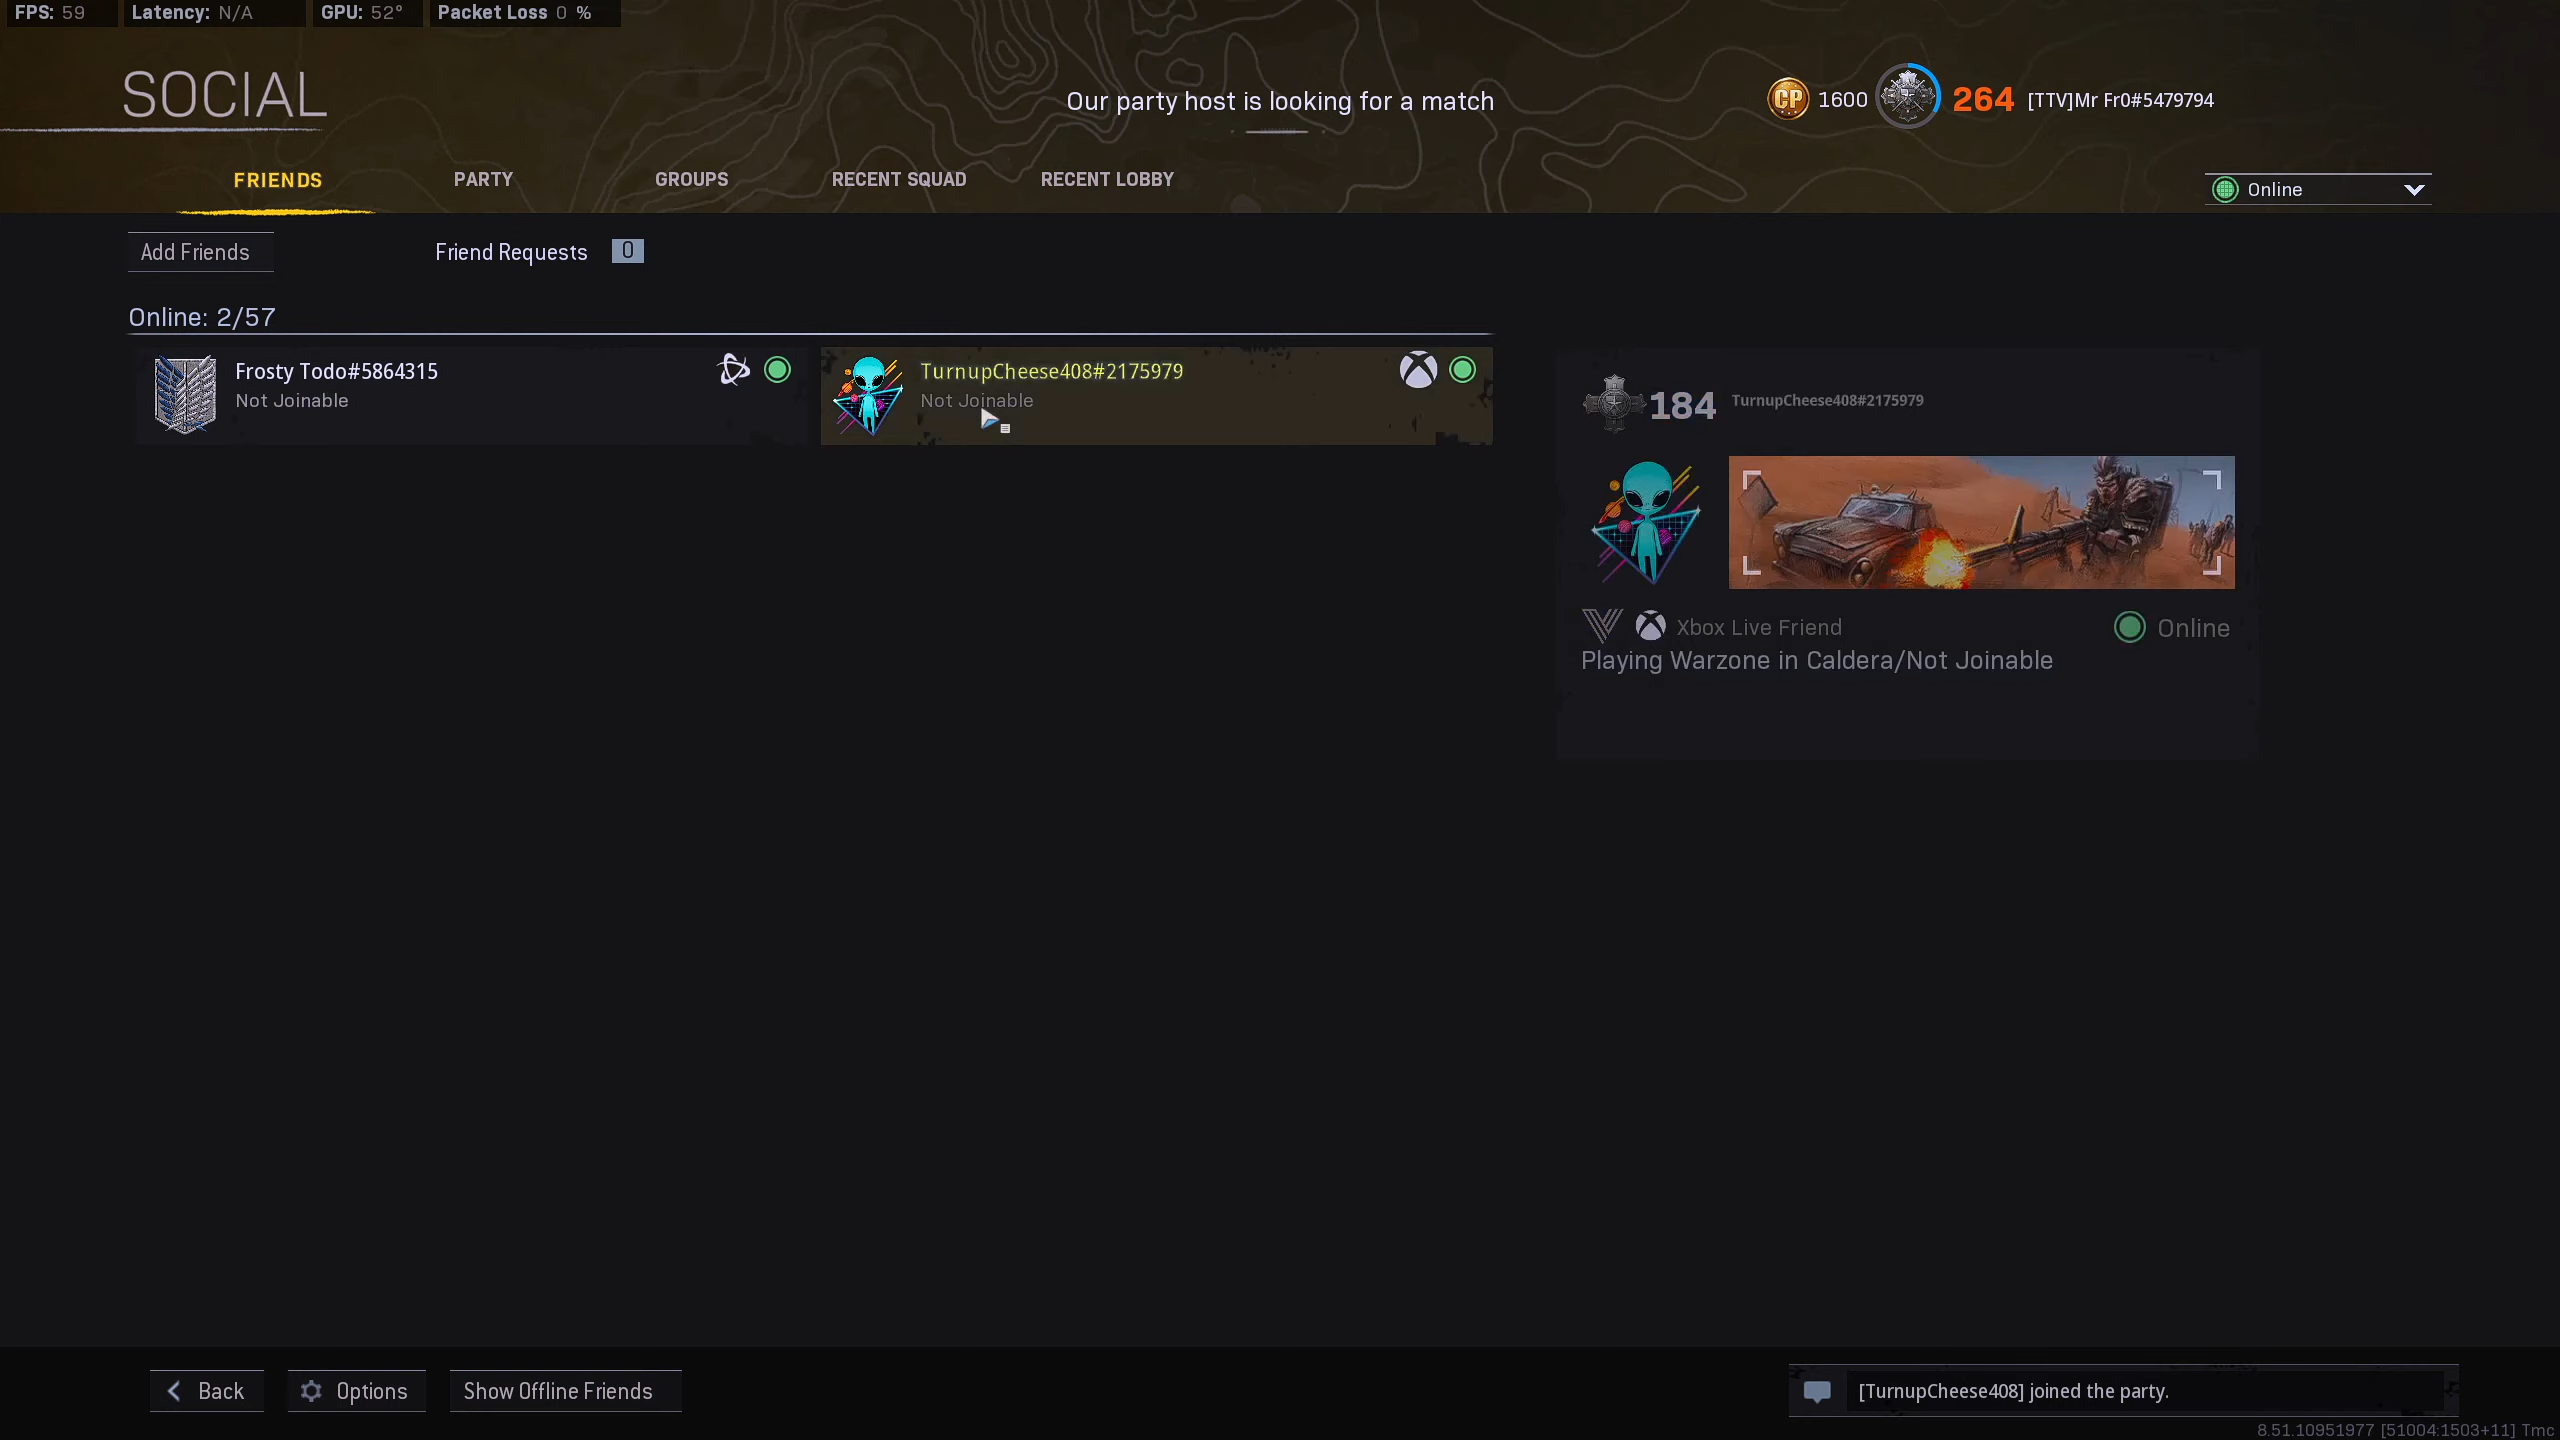 FPS: 59 Latency: N/A GPU: 52° Packet Loss 0 %
SOCIAL
Our party host is looking for a match
CP 1600 264 [TTV]Mr Fr0#5479794
FRIENDS PARTY GROUPS RECENT SQUAD RECENT LOBBY
Online
Add Friends Friend Requests 0
Online: 2/57
Frosty Todo#5864315
Not Joinable
TurnupCheese408#2175979
Not Joinable
184 TurnupCheese408#2175979
Xbox Live Friend Online
Playing Warzone in Caldera/Not Joinable
Back Options Show Offline Friends
[TurnupCheese408] joined the party.
8.51.10951977 [51004:1503+11] Tmc